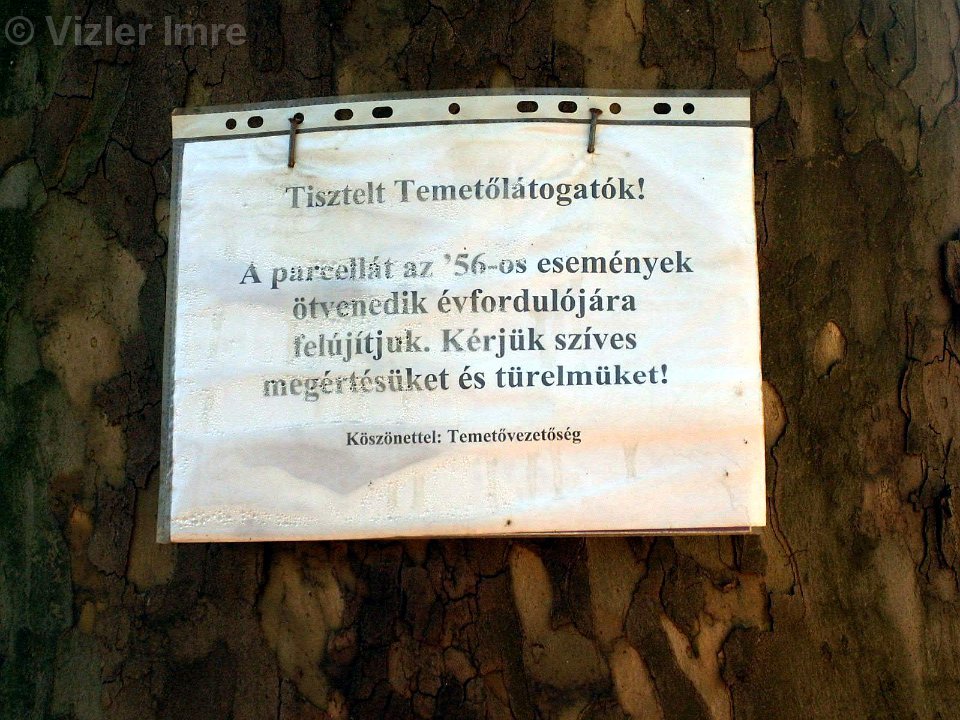 © Vizler Imre
Tisztelt Temetőlátogatók!
A parcellát az ’56-os események
ötvenedik évfordulójára
felújítjuk. Kérjük szíves
megértésüket és türelmüket!
Köszönettel: Temetővezetőség